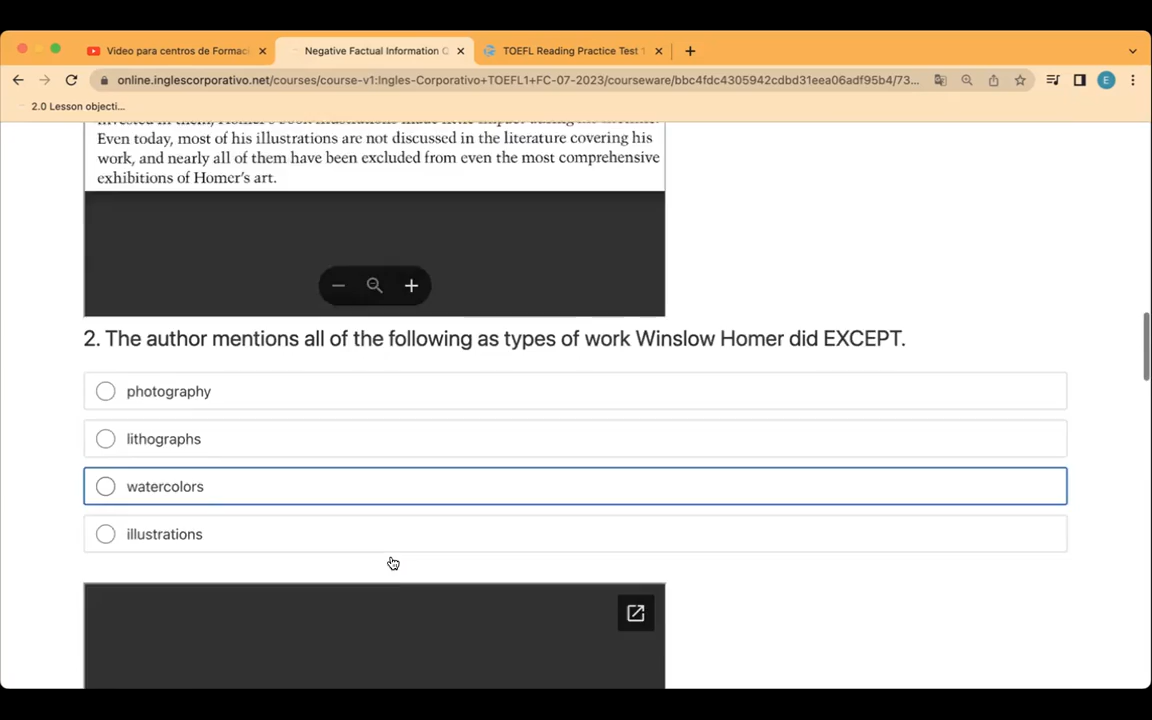 Video para centros de Formaci
Negative Factual Information Q
TOEFL Reading Practice Test 1
online.inglescorporativo.net/courses/course-v1:Ingles-Corporativo+TOEFL1+FC-07-2023/courseware/bbc4fdc4305942cdbd31eea06adf95b4/73...
E
2.0 Lesson objecti...
Even today, most of his illustrations are not discussed in the literature covering his
work, and nearly all of them have been excluded from even the most comprehensive
exhibitions of Homer's art.
2. The author mentions all of the following as types of work Winslow Homer did EXCEPT.
photography
lithographs
watercolors
illustrations